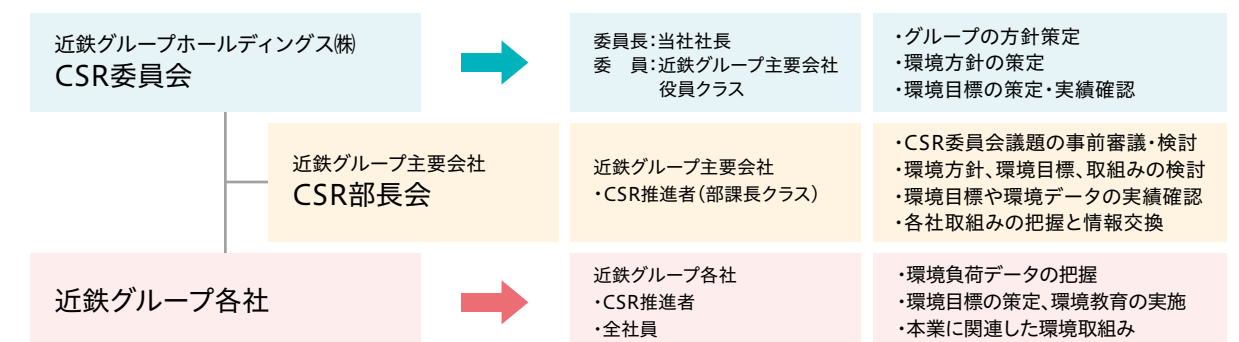 近鉄グループホールディングス㈱
CSR委員会
委員長：当社社長
委　員：近鉄グループ主要会社
役員クラス
・グループの方針策定
・環境方針の策定
・環境目標の策定・実績確認
近鉄グループ主要会社
CSR部長会
近鉄グループ主要会社
・CSR推進者（部課長クラス）
・CSR委員会議題の事前審議・検討
・環境方針、環境目標、取組みの検討
・環境目標や環境データの実績確認
・各社取組みの把握と情報交換
近鉄グループ各社
近鉄グループ各社
・CSR推進者
・全社員
・環境負荷データの把握
・環境目標の策定、環境教育の実施
・本業に関連した環境取組み